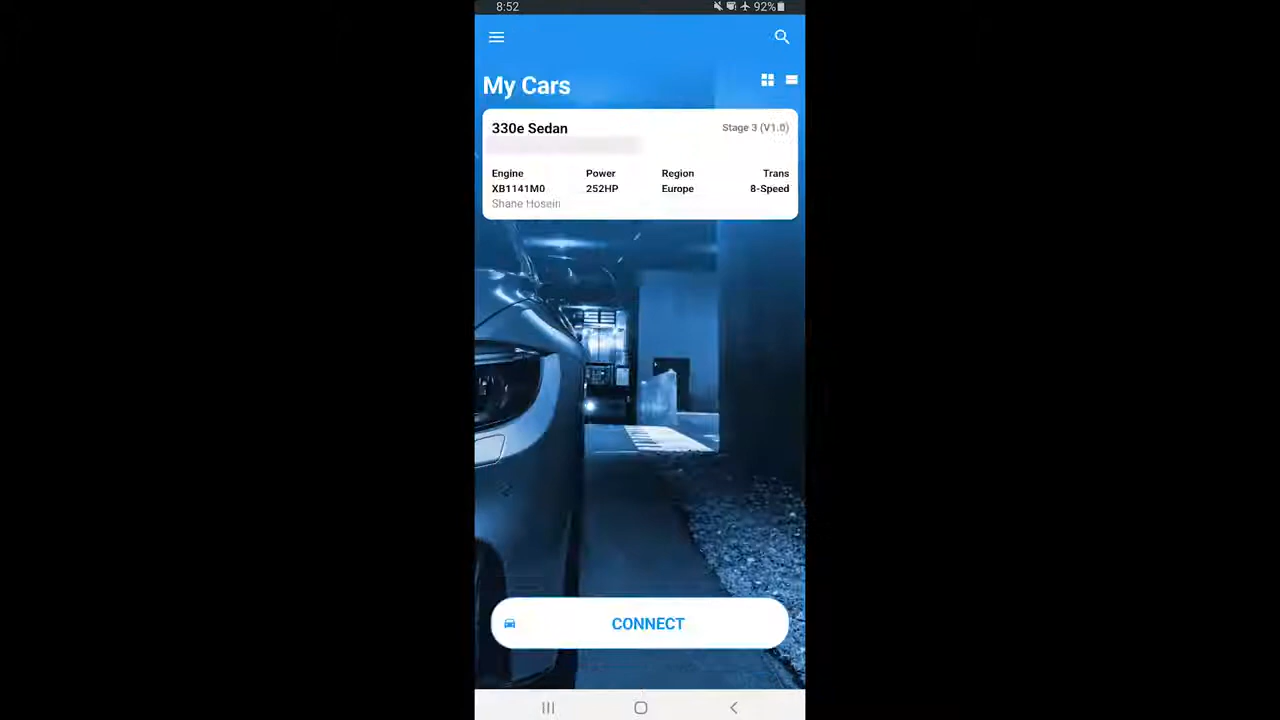 8:52
92%
My Cars
330e Sedan
Stage 3 (V1.0)
Engine Power Region Trans
XB1141M0 252HP Europe 8-Speed
Shane Hosein
CONNECT